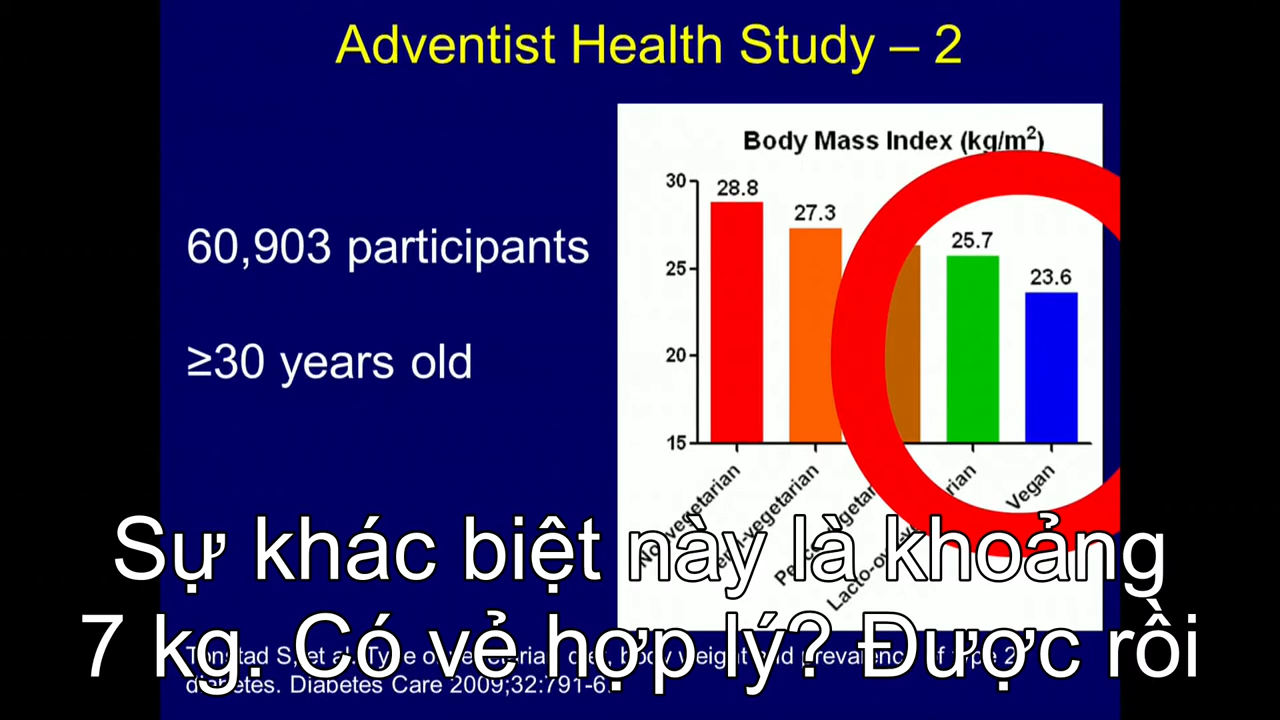 Adventist Health Study – 2
60,903 participants
≥30 years old
Body Mass Index (kg/m²)
30
25
20
15
28.8
27.3
25.7
23.6
Vegan
Sự khác biệt này là khoảng
7 kg. Có vẻ hợp lý? Được rồi
diabetes. Diabetes Care 2009;32:791-6.